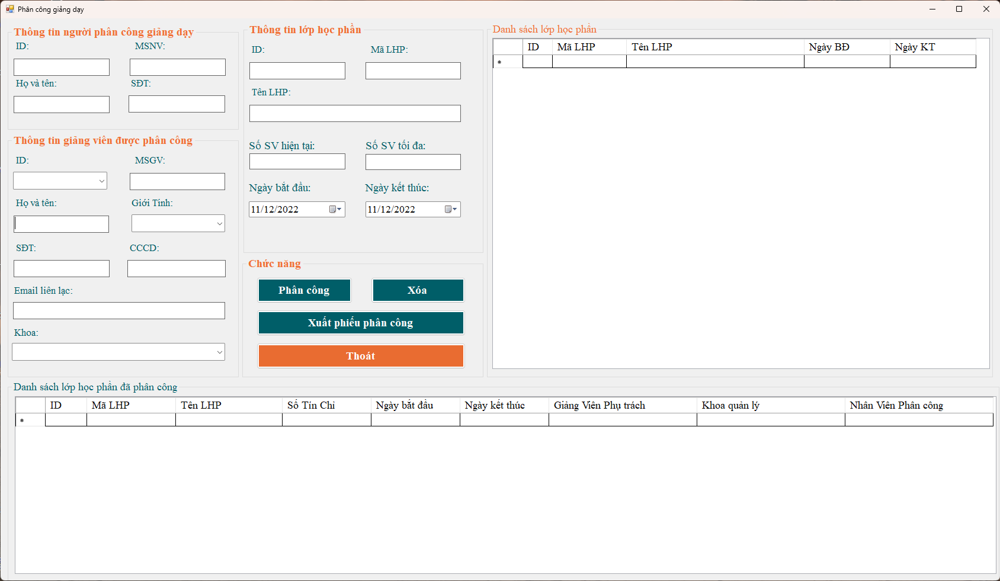 Phân công giảng dạy
Thông tin người phân công giảng dạy
ID:
MSNV:
Họ và tên:
SĐT:
Thông tin giảng viên được phân công
ID:
MSGV:
Họ và tên:
Giới Tính:
SĐT:
CCCD:
Email liên lạc:
Khoa:
Thông tin lớp học phần
ID:
Mã LHP:
Tên LHP:
Số SV hiện tại:
Số SV tối đa:
Ngày bắt đầu:
Ngày kết thúc:
11/12/2022
11/12/2022
Chức năng
Phân công
Xóa
Xuất phiếu phân công
Thoát
Danh sách lớp học phần
ID Mã LHP Tên LHP Ngày BĐ Ngày KT
Danh sách lớp học phần đã phân công
ID Mã LHP Tên LHP Số Tín Chỉ Ngày bắt đầu Ngày kết thúc Giảng Viên Phụ trách Khoa quản lý Nhân Viên Phân công